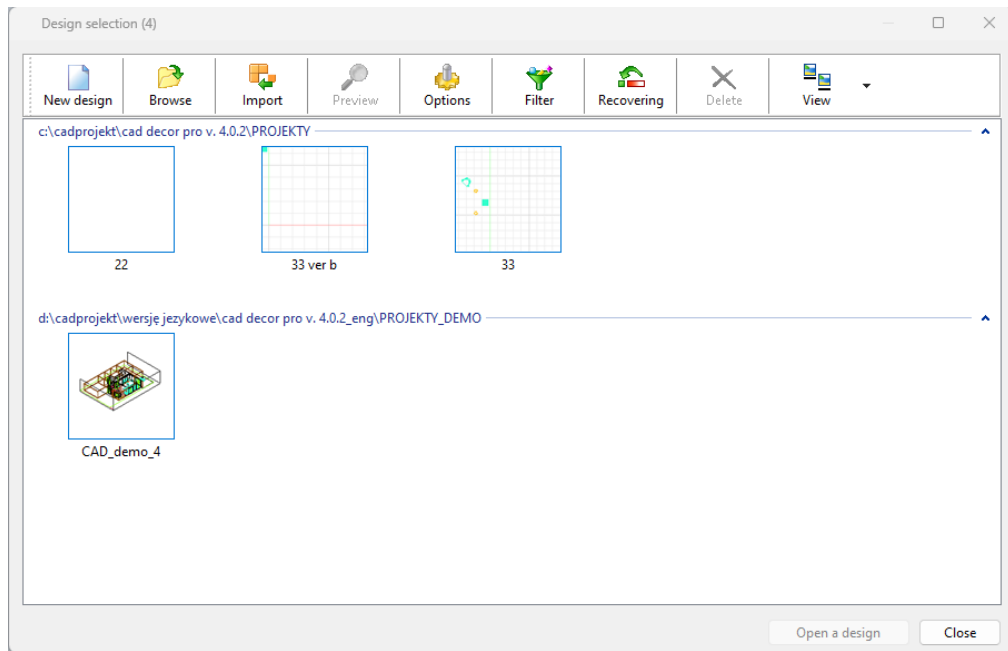 Design selection (4)
New design Browse Import Preview Options Filter Recovering Delete View
c:\cadprojekt\cad decor pro v. 4.0.2\PROJEKTY
22 33 ver b 33
d:\cadprojekt\wersję jezykowe\cad decor pro v. 4.0.2_eng\PROJEKTY_DEMO
CAD_demo_4
Open a design Close